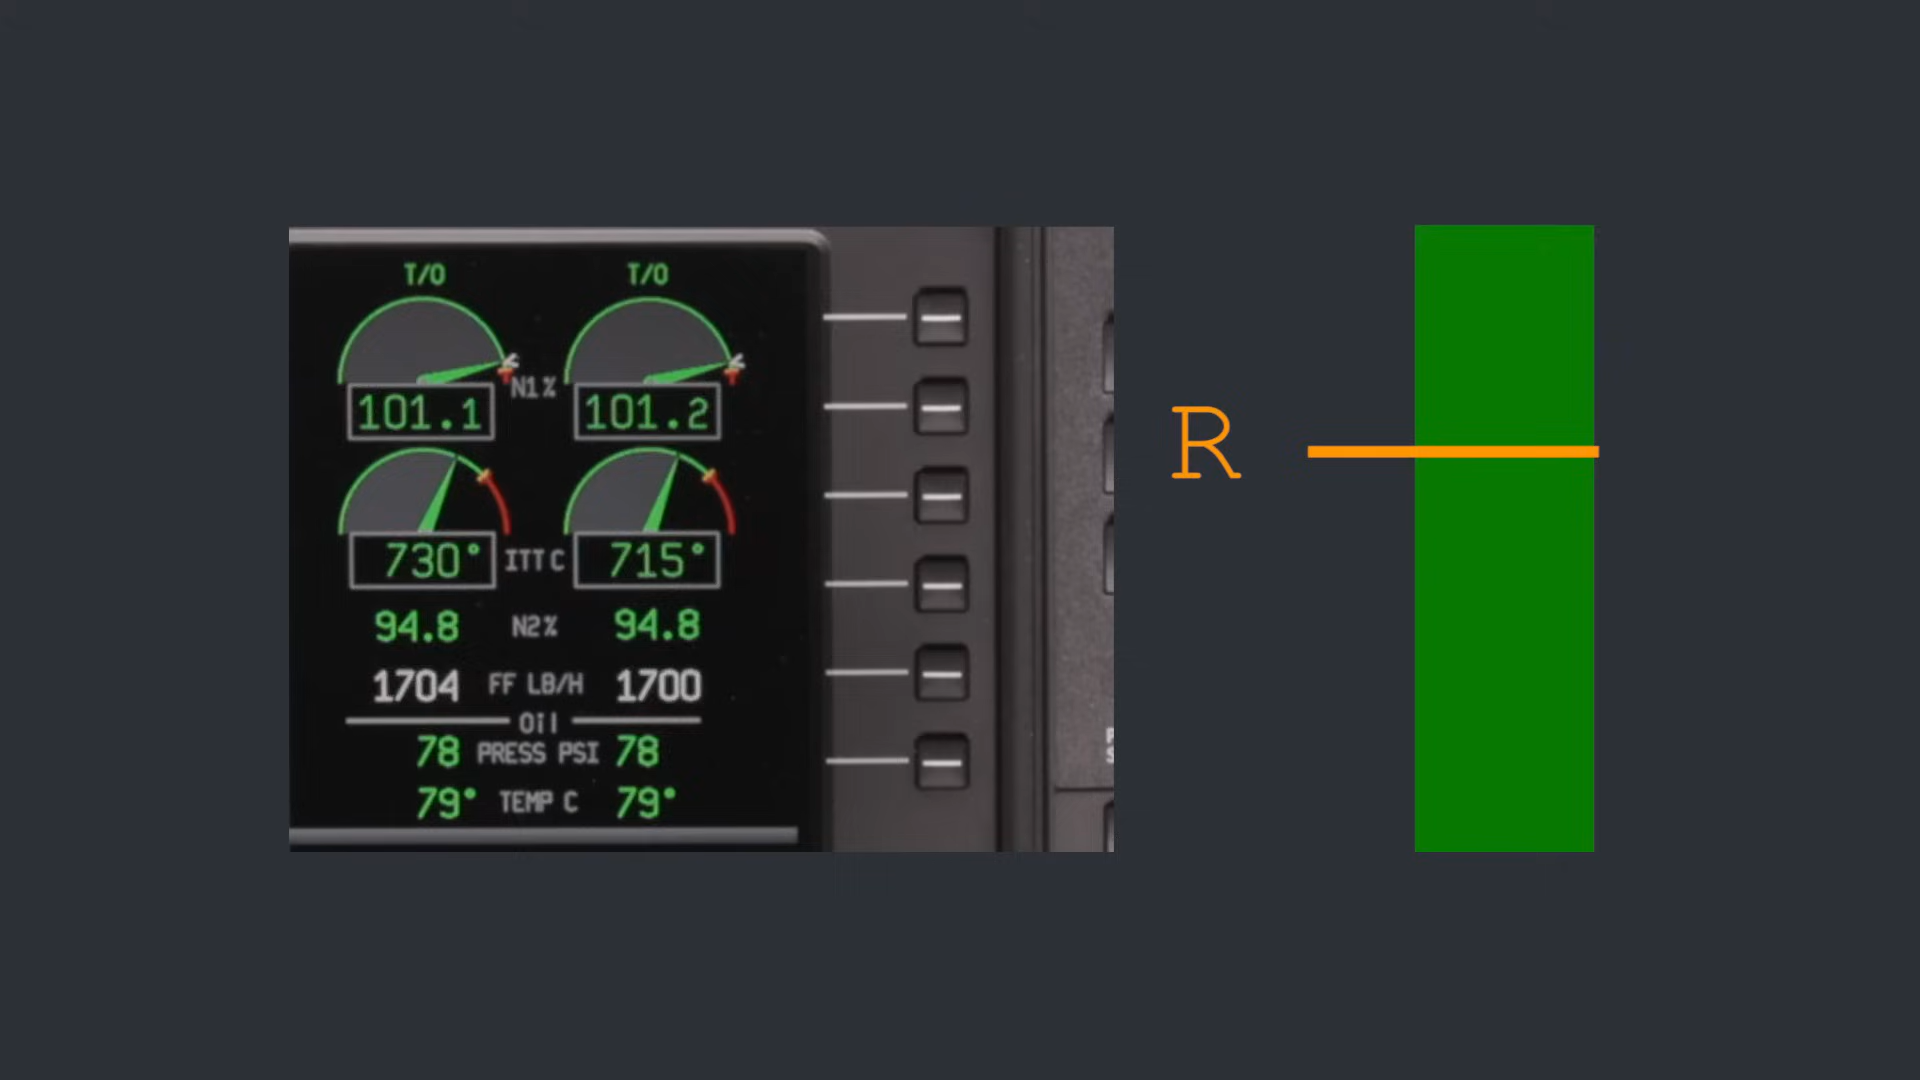 T/O T/O
N1%
101.1 101.2
730° ITT C 715°
94.8 N2% 94.8
1704 FF LB/H 1700
Oil
78 PRESS PSI 78
79° TEMP C 79°
R